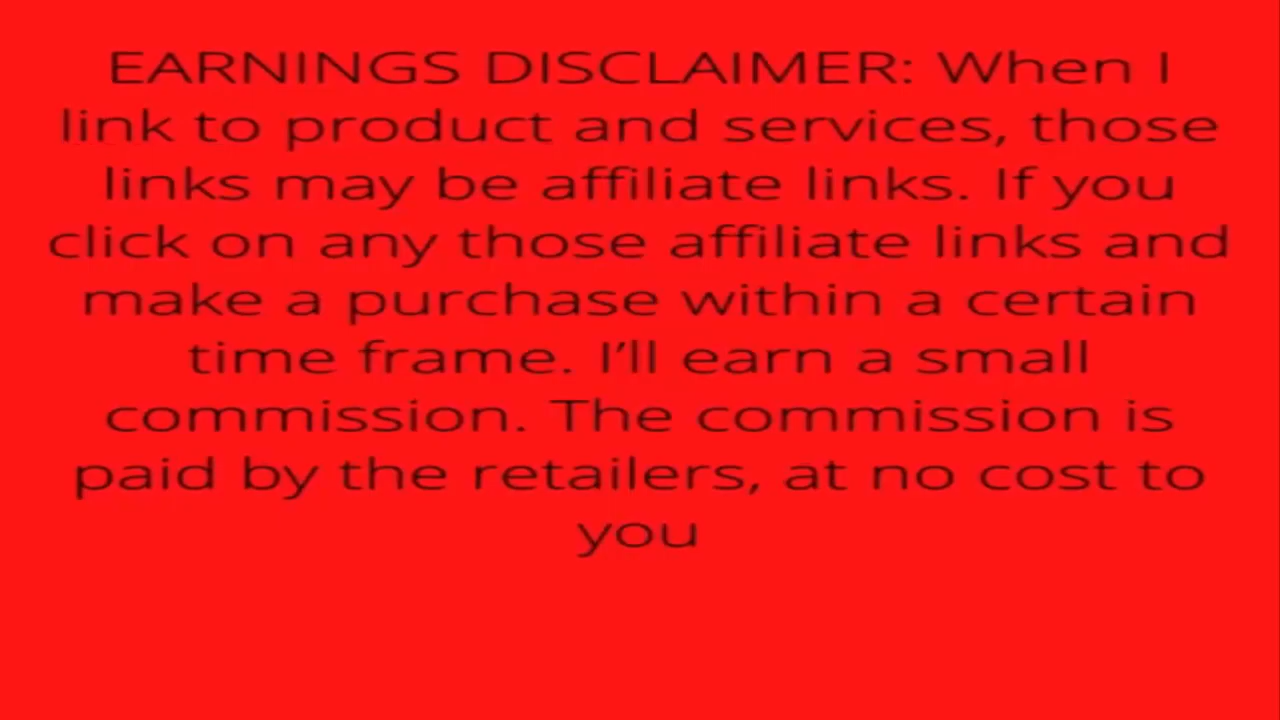 EARNINGS DISCLAIMER: When I
link to product and services, those
links may be affiliate links. If you
click on any those affiliate links and
make a purchase within a certain
time frame. I’ll earn a small
commission. The commission is
paid by the retailers, at no cost to
you